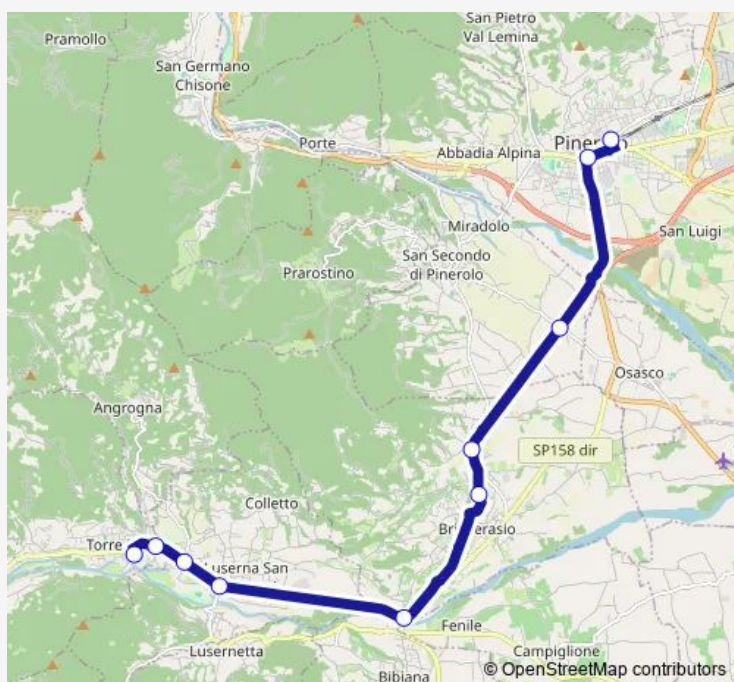 San Pietro
Val Lemina
Pramollo
San Germano
Chisone
Porte
Abbadia Alpina
Miradolo
San Luigi
San Secondo
di Pinerolo
Prarostino
Osasco
Angrogna
SP158 dir
Colletto
Torre
Luserna San
Fenile
Lusernetta
Campiglione
Bibiana
© OpenStreetMap contributors